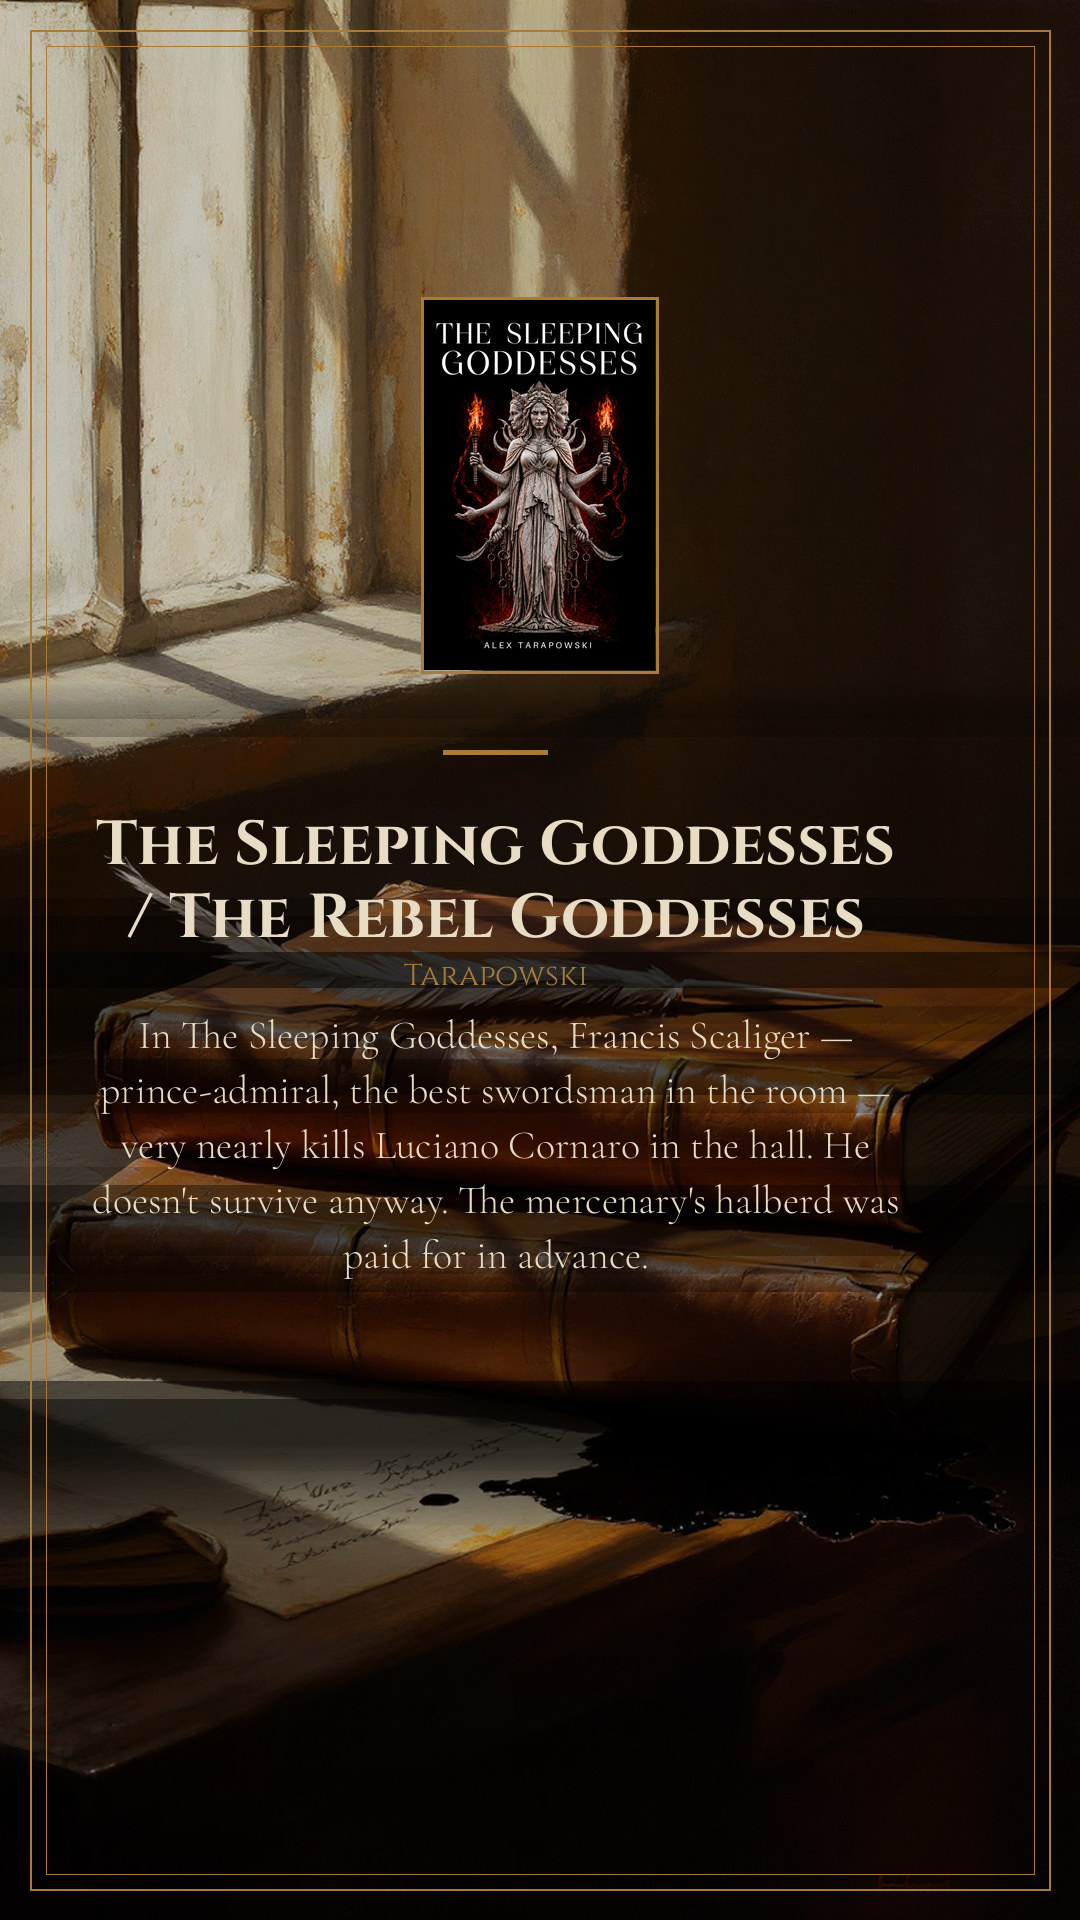 THE SLEEPING
GODDESSES
ALEX TARAPOWSKI
The Sleeping Goddesses
/ The Rebel Goddesses
Tarapowski
In The Sleeping Goddesses, Francis Scaliger —
prince-admiral, the best swordsman in the room —
very nearly kills Luciano Cornaro in the hall. He
doesn't survive anyway. The mercenary's halberd was
paid for in advance.